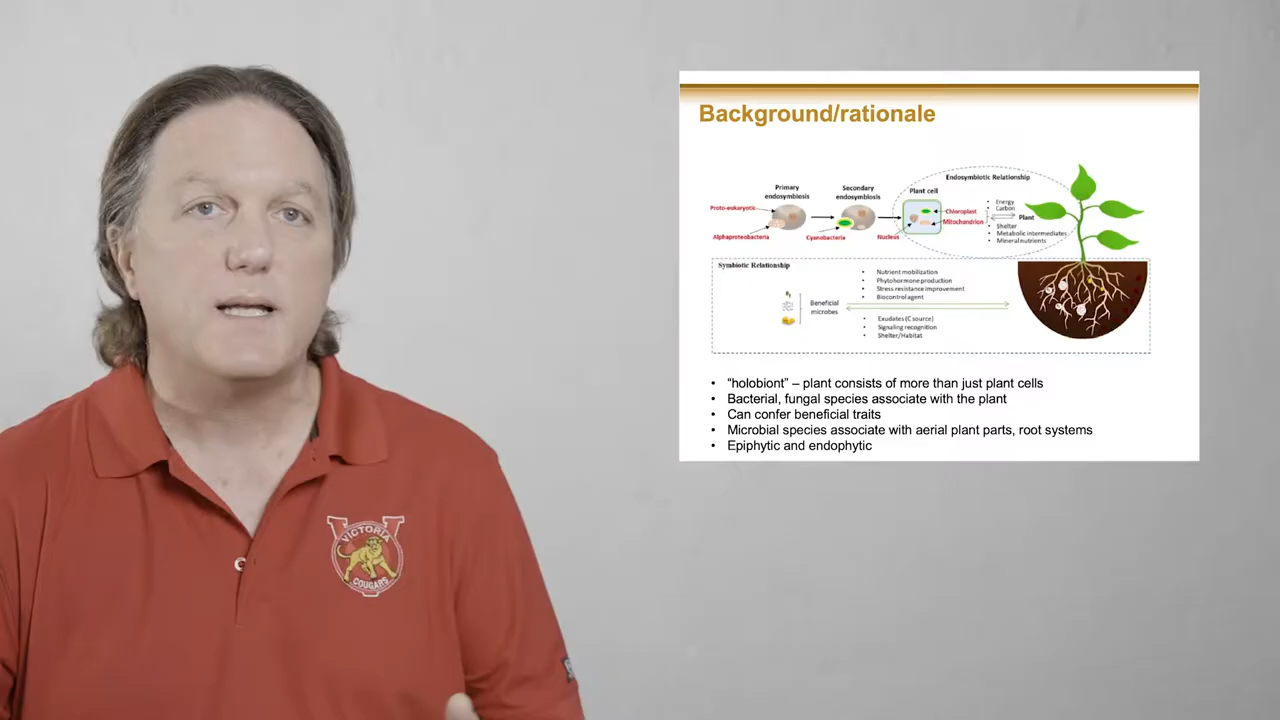 Background/rationale
Endosymbiotic Relationship
Primary
endosymbiosis
Secondary
endosymbiosis
Plant cell
Proto-eukaryotic
Alphaproteobacteria
Cyanobacteria
Nucleus
Chloroplast
Mitochondrion
• Energy
• Carbon
Plant
• Shelter
• Metabolic intermediates
• Mineral nutrients
Symbiotic Relationship
• Nutrient mobilization
• Phytohormone production
• Stress resistance improvement
• Biocontrol agent
Beneficial
microbes
• Exudates (C source)
• Signaling recognition
• Shelter/Habitat
• “holobiont” – plant consists of more than just plant cells
• Bacterial, fungal species associate with the plant
• Can confer beneficial traits
• Microbial species associate with aerial plant parts, root systems
• Epiphytic and endophytic
V
VICTORIA
COUGARS